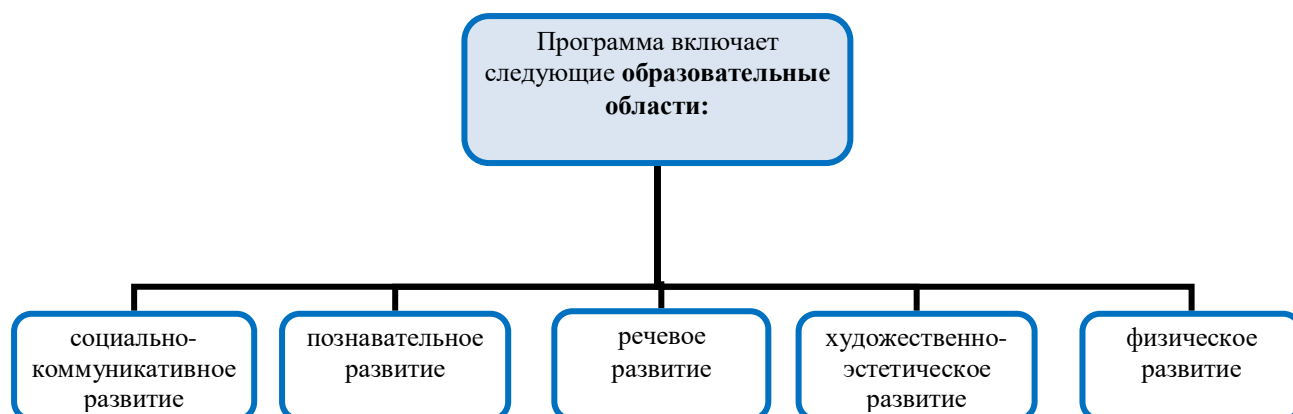 Программа включает
следующие образовательные
области:
социально-
коммуникативное
развитие
познавательное
развитие
речевое
развитие
художественно-
эстетическое
развитие
физическое
развитие